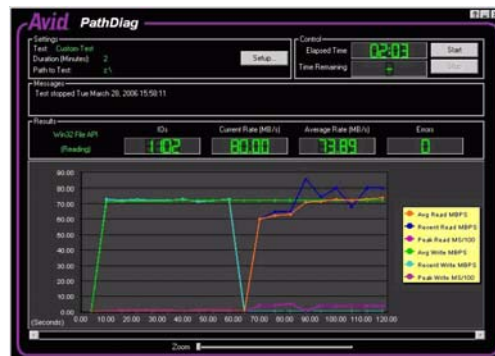 Avid PathDiag
Settings
Test: Custom Test
Duration (Minutes): 2
Path to Test: z:\
Setup...
Control
Elapsed Time 02:03 Start
Time Remaining + Stop
Messages
Test stopped Tue March 28, 2006 15:58:11
Results
Win32 File API
(Reading)
IOs Current Rate (MB/s) Average Rate (MB/s) Errors
1102 80.00 73.89 0
90.00
80.00
70.00
60.00
50.00
40.00
30.00
20.00
10.00
0.00
(Seconds) 0.00 10.00 20.00 30.00 40.00 50.00 60.00 70.00 80.00 90.00 100.00 110.00 120.00
Avg Read MBPS
Recent Read MBPS
Peak Read MS/100
Avg Write MBPS
Recent Write MBPS
Peak Write MS/100
Zoom